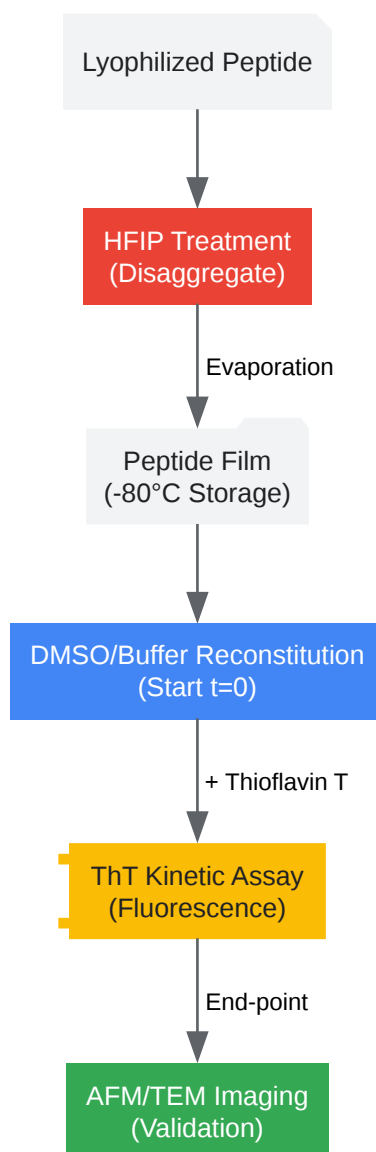 Lyophilized Peptide
HFIP Treatment
(Disaggregate)
Evaporation
Peptide Film
(-80°C Storage)
DMSO/Buffer Reconstitution
(Start t=0)
+ Thioflavin T
ThT Kinetic Assay
(Fluorescence)
End-point
AFM/TEM Imaging
(Validation)